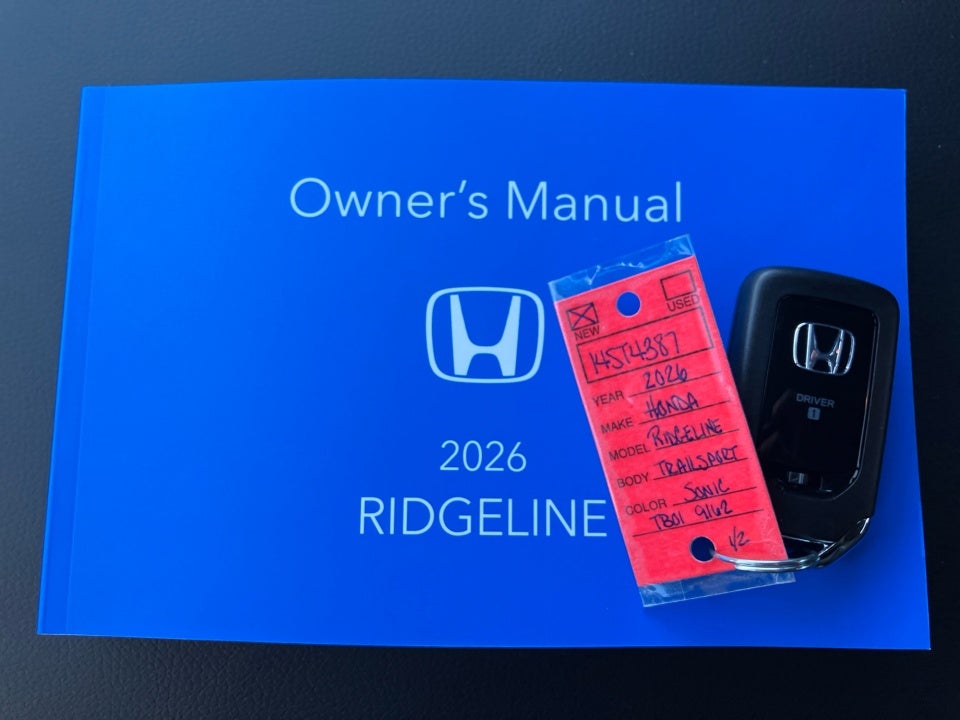 Owner's Manual
2026
RIDGELINE
NEW
USED
14ST4387
YEAR 2026
MAKE HONDA
MODEL RIDGELINE
BODY TRAILSPORT
COLOR SONIC
TB01 9162
1/2
DRIVER
1